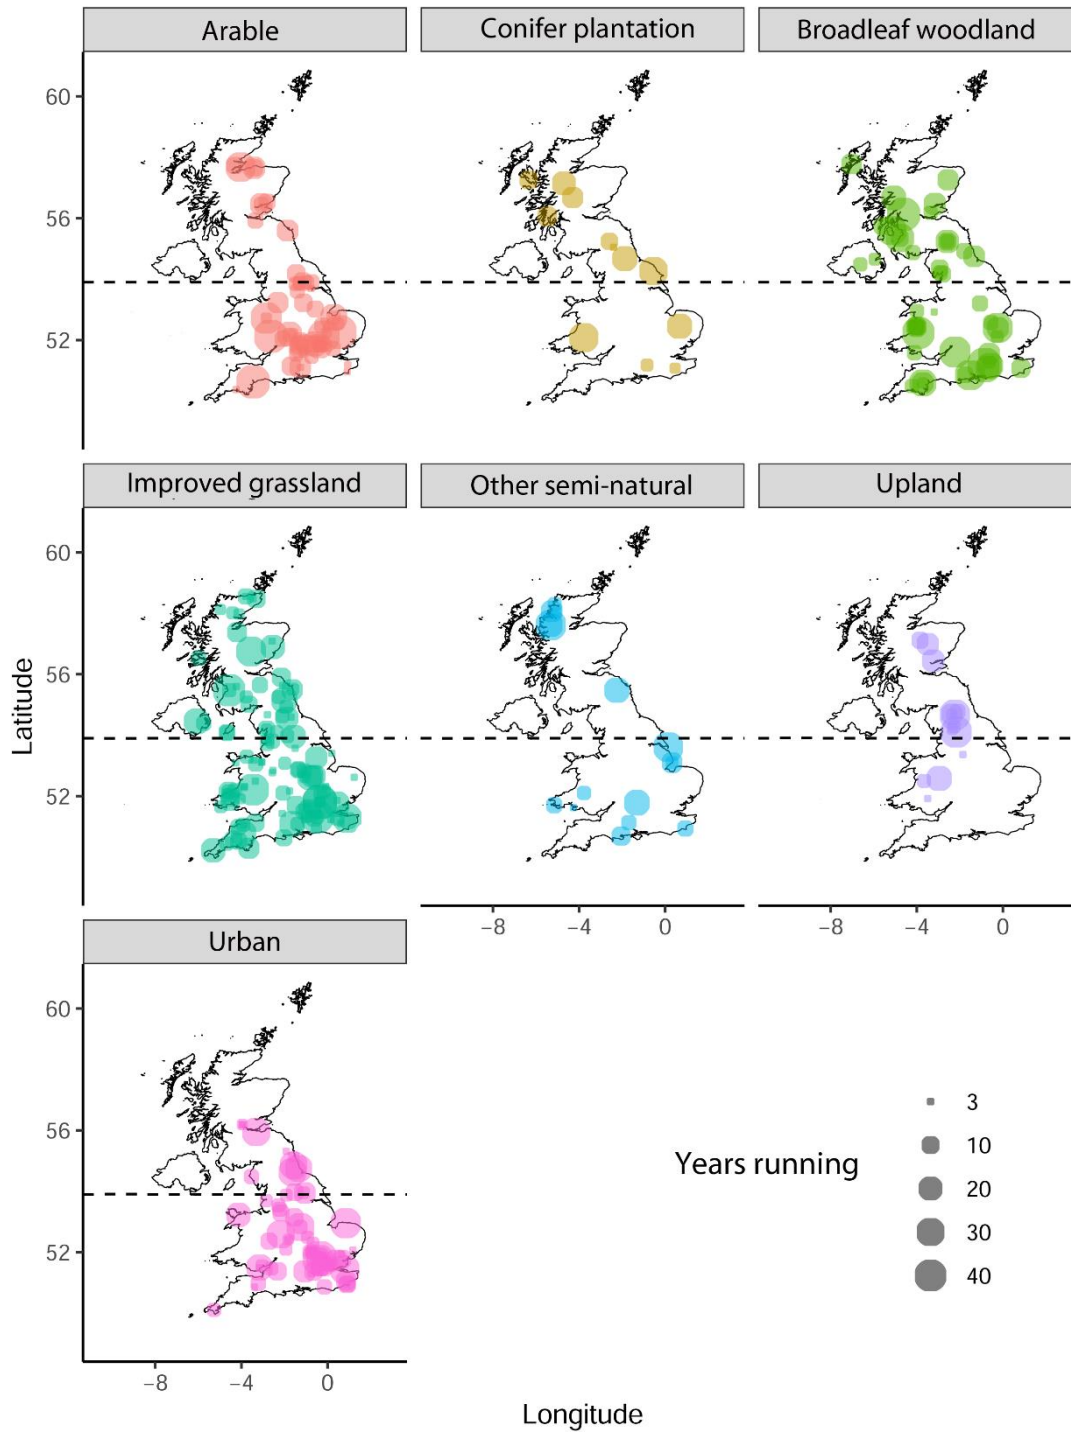 Arable
Conifer plantation
Broadleaf woodland
60
56
52
Improved grassland
Other semi-natural
Upland
60
56
52
Latitude
−8 −4 0
−8 −4 0
Urban
60
56
52
−8 −4 0
Longitude
Years running
3
10
20
30
40